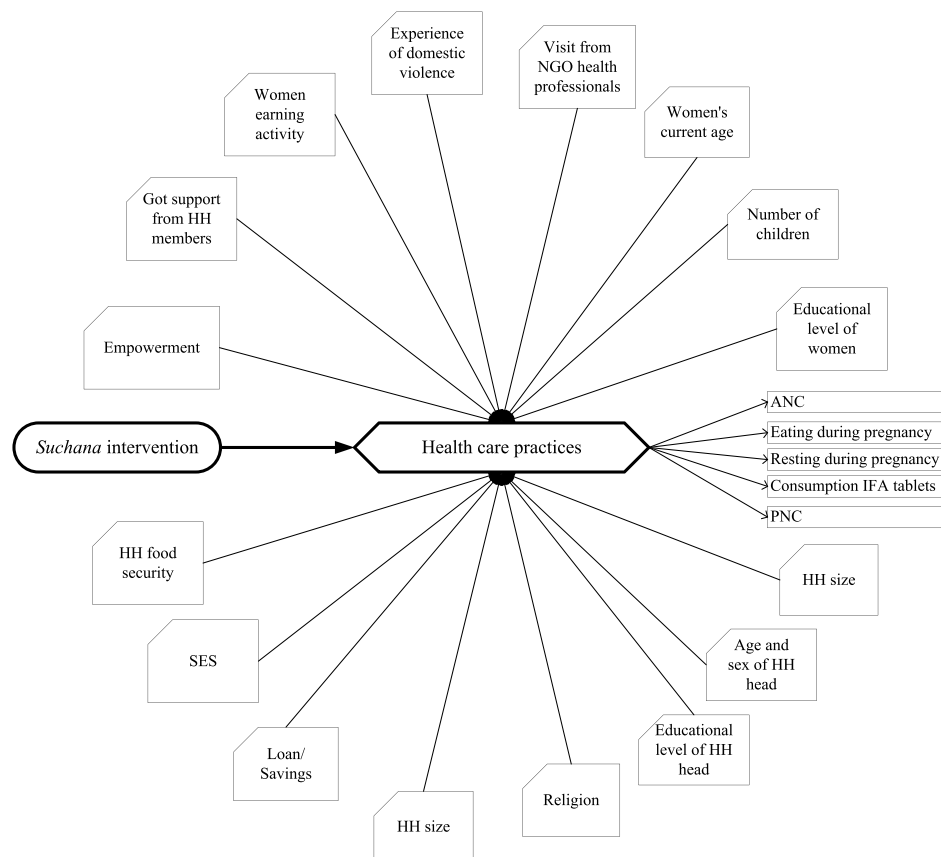 Experience
of domestic
violence
Visit from
NGO health
professionals
Women
earning
activity
Women's
current age
Got support
from HH
members
Number of
children
Empowerment
Educational
level of
women
Suchana intervention
Health care practices
ANC
Eating during pregnancy
Resting during pregnancy
Consumption IFA tablets
PNC
HH food
security
HH size
SES
Age and
sex of HH
head
Loan/
Savings
Educational
level of HH
head
HH size
Religion